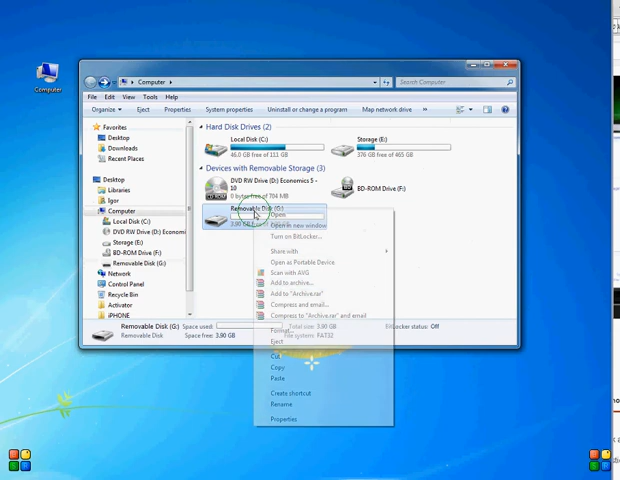 Computer
Computer
Search Computer
File Edit View Tools Help
Organize Eject Properties System properties Uninstall or change a program Map network drive »
Favorites
Desktop
Downloads
Recent Places
Desktop
Libraries
Igor
Computer
Local Disk (C:)
DVD RW Drive (D:) Economi
Storage (E:)
BD-ROM Drive (F:)
Removable Disk (G:)
Network
Control Panel
Recycle Bin
Activator
iPHONE
Hard Disk Drives (2)
Local Disk (C:)
46.0 GB free of 111 GB
Storage (E:)
376 GB free of 465 GB
Devices with Removable Storage (3)
DVD RW Drive (D:) Economics 5 -
10
0 bytes free of 704 MB
BD-ROM Drive (F:)
Removable Disk (G:)
3.90 GB
Open
Open in new window
Turn on BitLocker...
Share with
Open as Portable Device
Scan with AVG
Add to archive...
Add to "Archive.rar"
Compress and email...
Compress to "Archive.rar" and email
Format...
Eject
Cut
Copy
Paste
Create shortcut
Rename
Properties
Removable Disk (G:) Space used: Total size: 3.90 GB BitLocker status: Off
Removable Disk Space free: 3.90 GB File system: FAT32